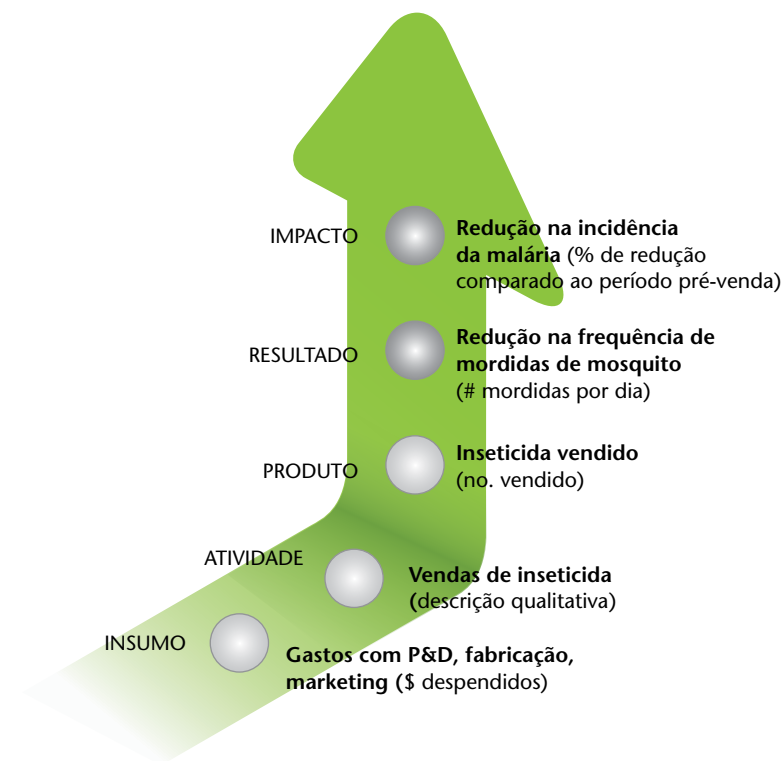 IMPACTO
Redução na incidência
da malária (% de redução
comparado ao período pré-venda)
RESULTADO
Redução na frequência de
mordidas de mosquito
(# mordidas por dia)
PRODUTO
Inseticida vendido
(no. vendido)
ATIVIDADE
Vendas de inseticida
(descrição qualitativa)
INSUMO
Gastos com P&D, fabricação,
marketing ($ despendidos)